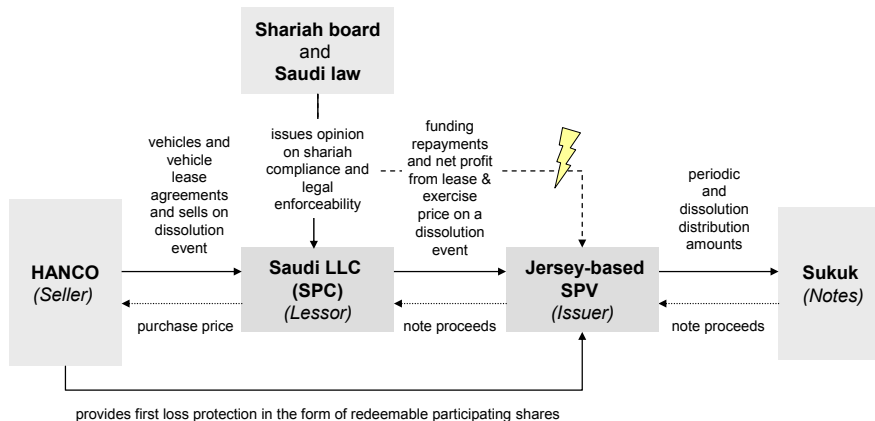 Shariah board
and
Saudi law
vehicles and
vehicle
lease
agreements
and sells on
dissolution
event
issues opinion
on shariah
compliance and
legal
enforceability
funding
repayments
and net profit
from lease &
exercise
price on a
dissolution
event
periodic
and
dissolution
distribution
amounts
HANCO
(Seller)
Saudi LLC
(SPC)
(Lessor)
Jersey-based
SPV
(Issuer)
Sukuk
(Notes)
purchase price
note proceeds
note proceeds
provides first loss protection in the form of redeemable participating shares